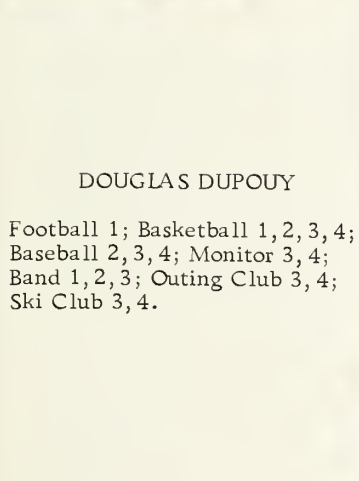 DOUGLAS DUPOUY
Football 1; Basketball 1, 2, 3, 4;
Baseball 2, 3, 4; Monitor 3, 4;
Band 1, 2, 3; Outing Club 3, 4;
Ski Club 3, 4.